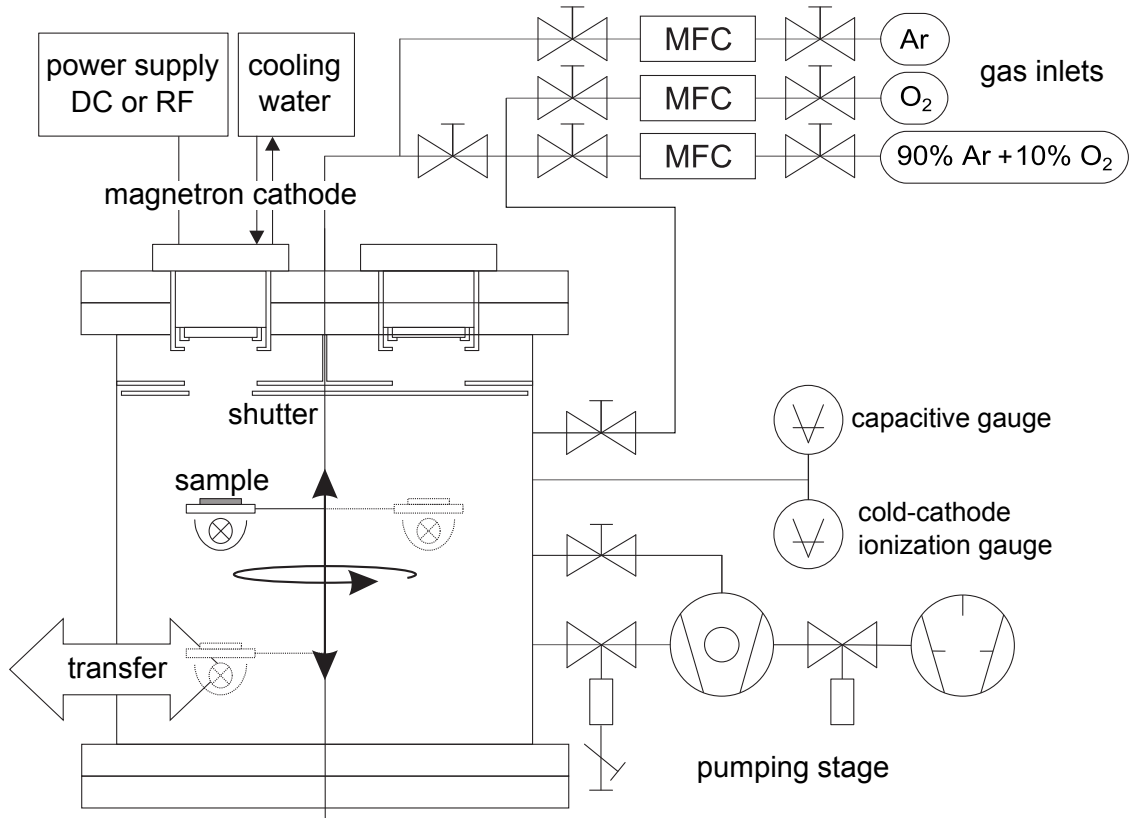 power supply
DC or RF
cooling
water
MFC
Ar
gas inlets
MFC
O₂
MFC
90% Ar +10% O₂
magnetron cathode
shutter
capacitive gauge
sample
cold-cathode
ionization gauge
transfer
pumping stage